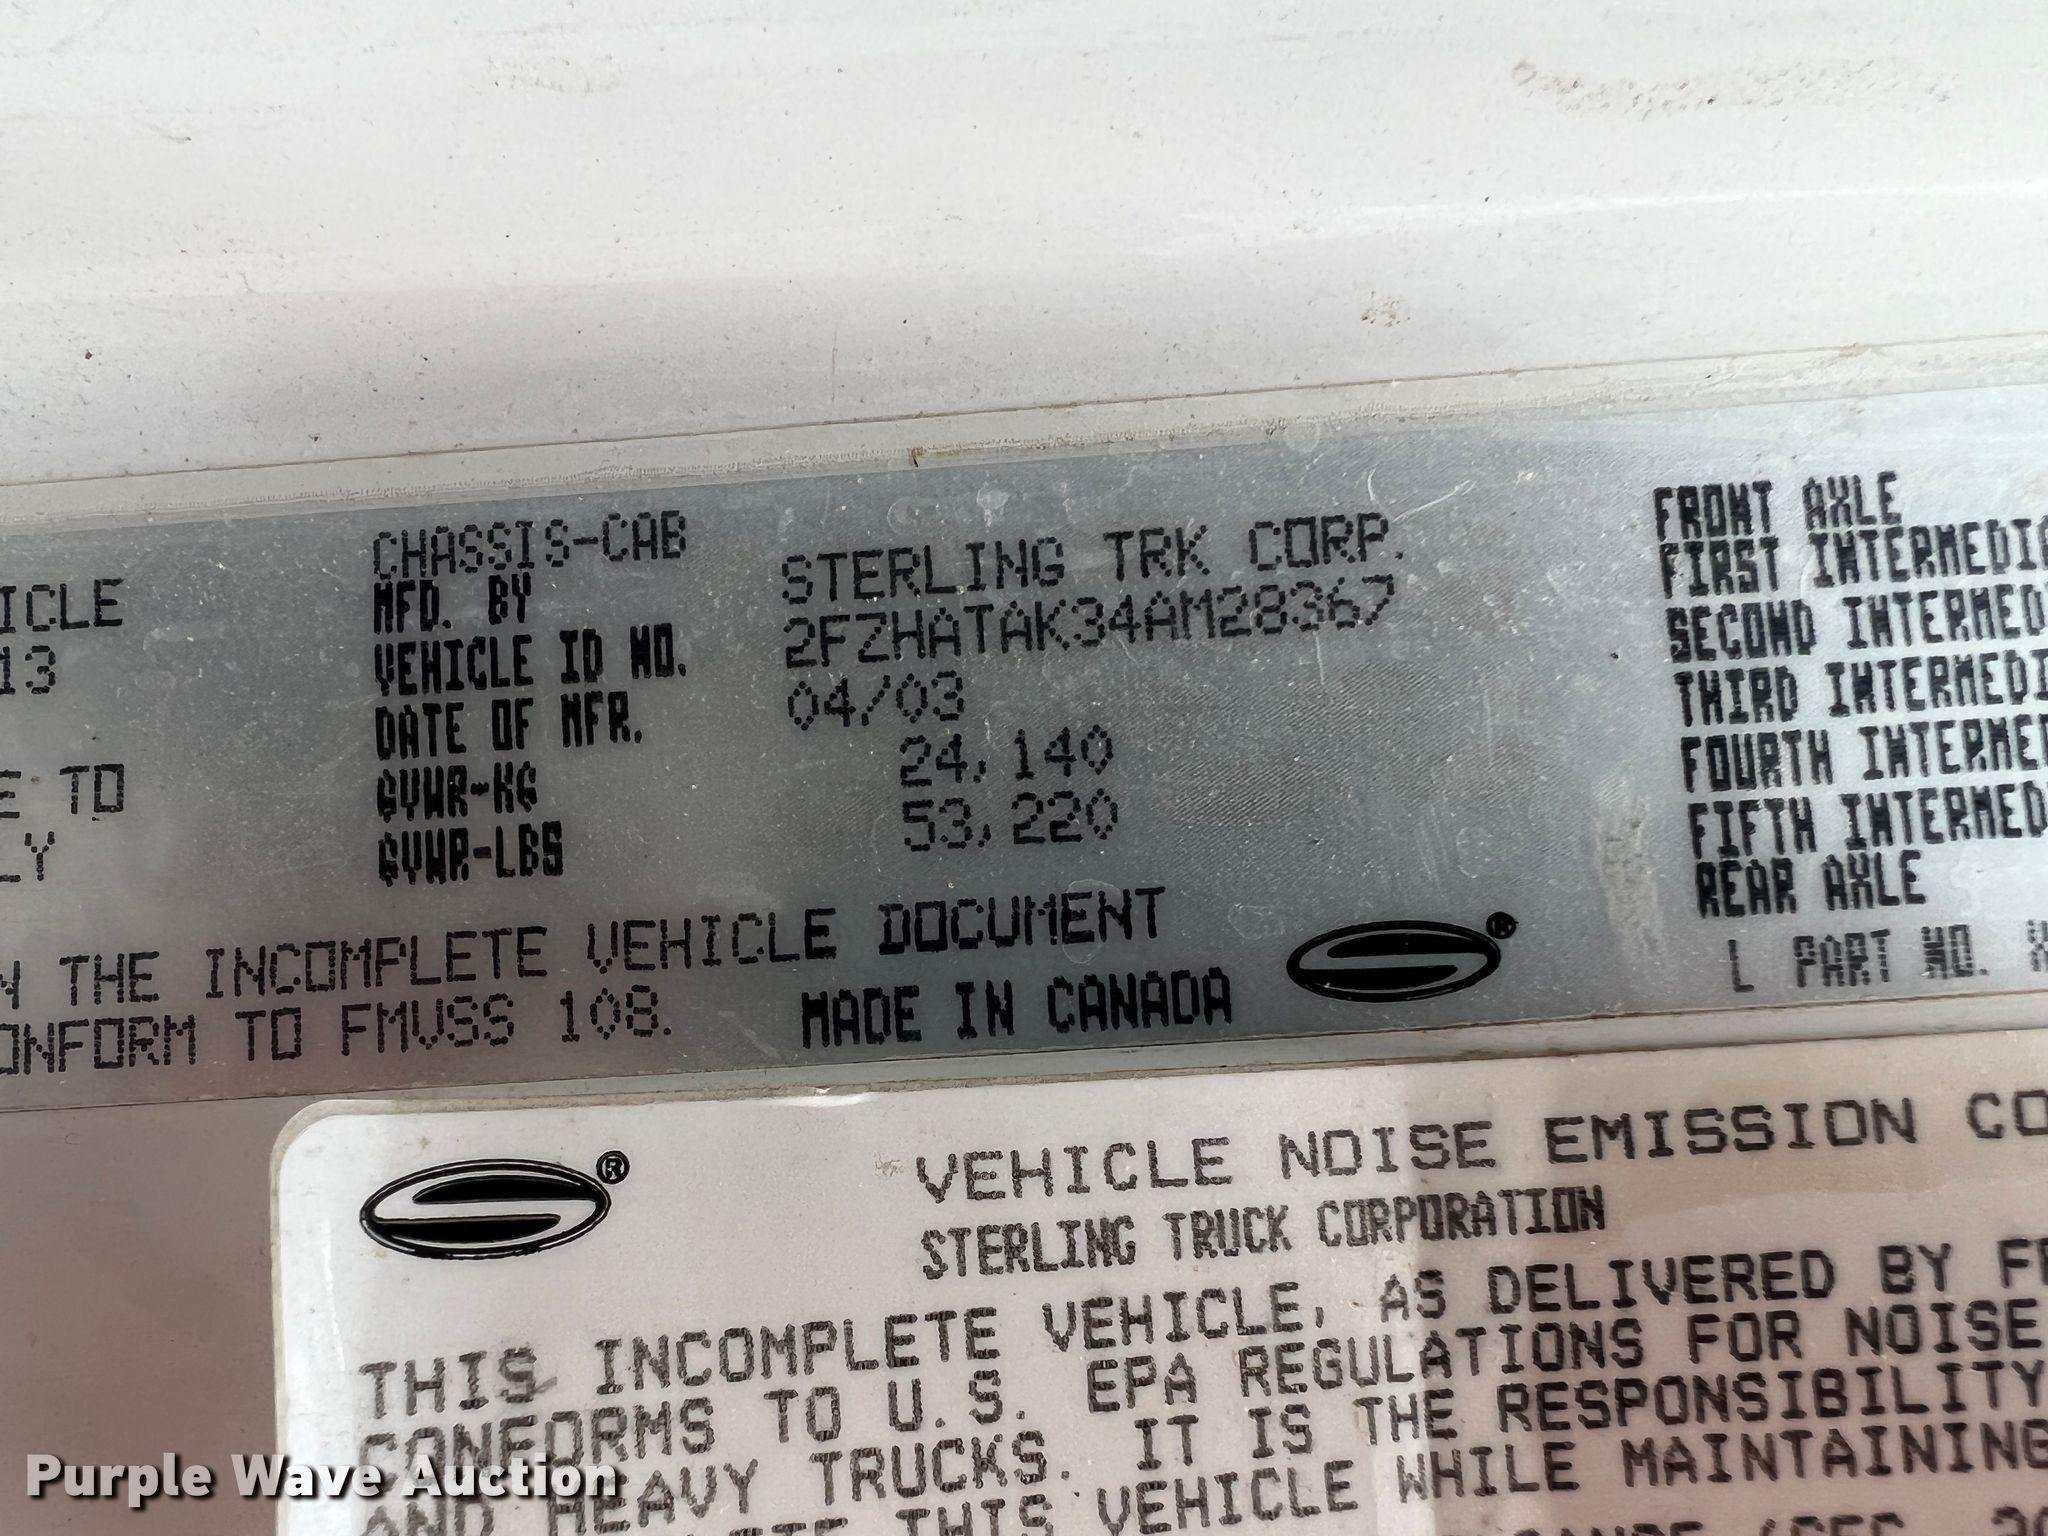 CHASSIS-CAB
MFD. BY STERLING TRK CORP.
VEHICLE ID NO. 2FZHATAK34AM28367
DATE OF MFR. 04/03
GVWR-KG 24,140
GVWR-LBS 53,220
ICLE
13
E TO
LY
N THE INCOMPLETE VEHICLE DOCUMENT
ONFORM TO FMVSS 108. MADE IN CANADA
®
FRONT AXLE
FIRST INTERMEDIA
SECOND INTERMED
THIRD INTERMEDI
FOURTH INTERMED
FIFTH INTERMED
REAR AXLE
L PART NO.
®
VEHICLE NOISE EMISSION CO
STERLING TRUCK CORPORATION
THIS INCOMPLETE VEHICLE, AS DELIVERED BY
CONFORMS TO U.S. EPA REGULATIONS FOR NOISE
AND HEAVY TRUCKS. IT IS THE RESPONSIBILITY
THIS VEHICLE WHILE MAINTAINING
Purple Wave Auction